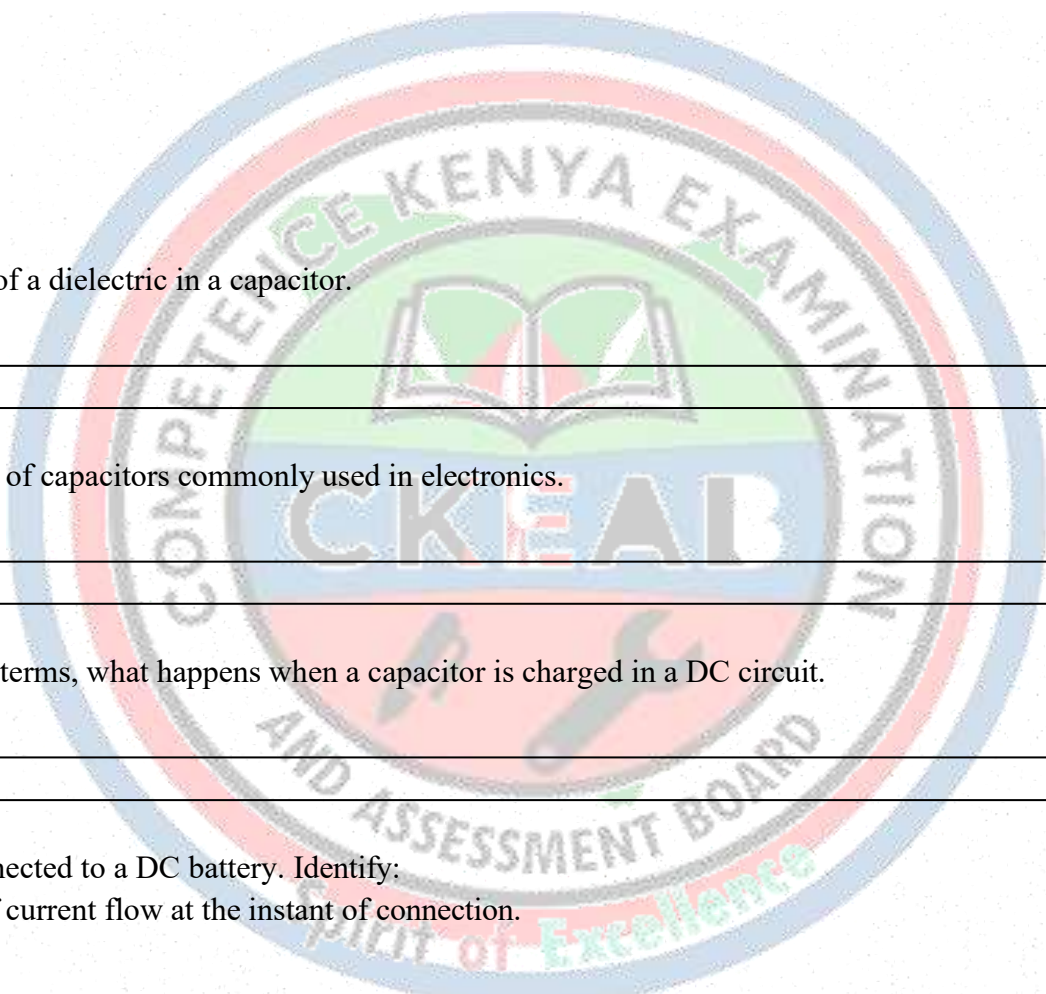 COMPETENCE KENYA EXAMINATION
of a dielectric in a capacitor.
of capacitors commonly used in electronics.
CKEAB
terms, what happens when a capacitor is charged in a DC circuit.
AND ASSESSMENT BOARD
nected to a DC battery. Identify:
current flow at the instant of connection.
Spirit of Excellence